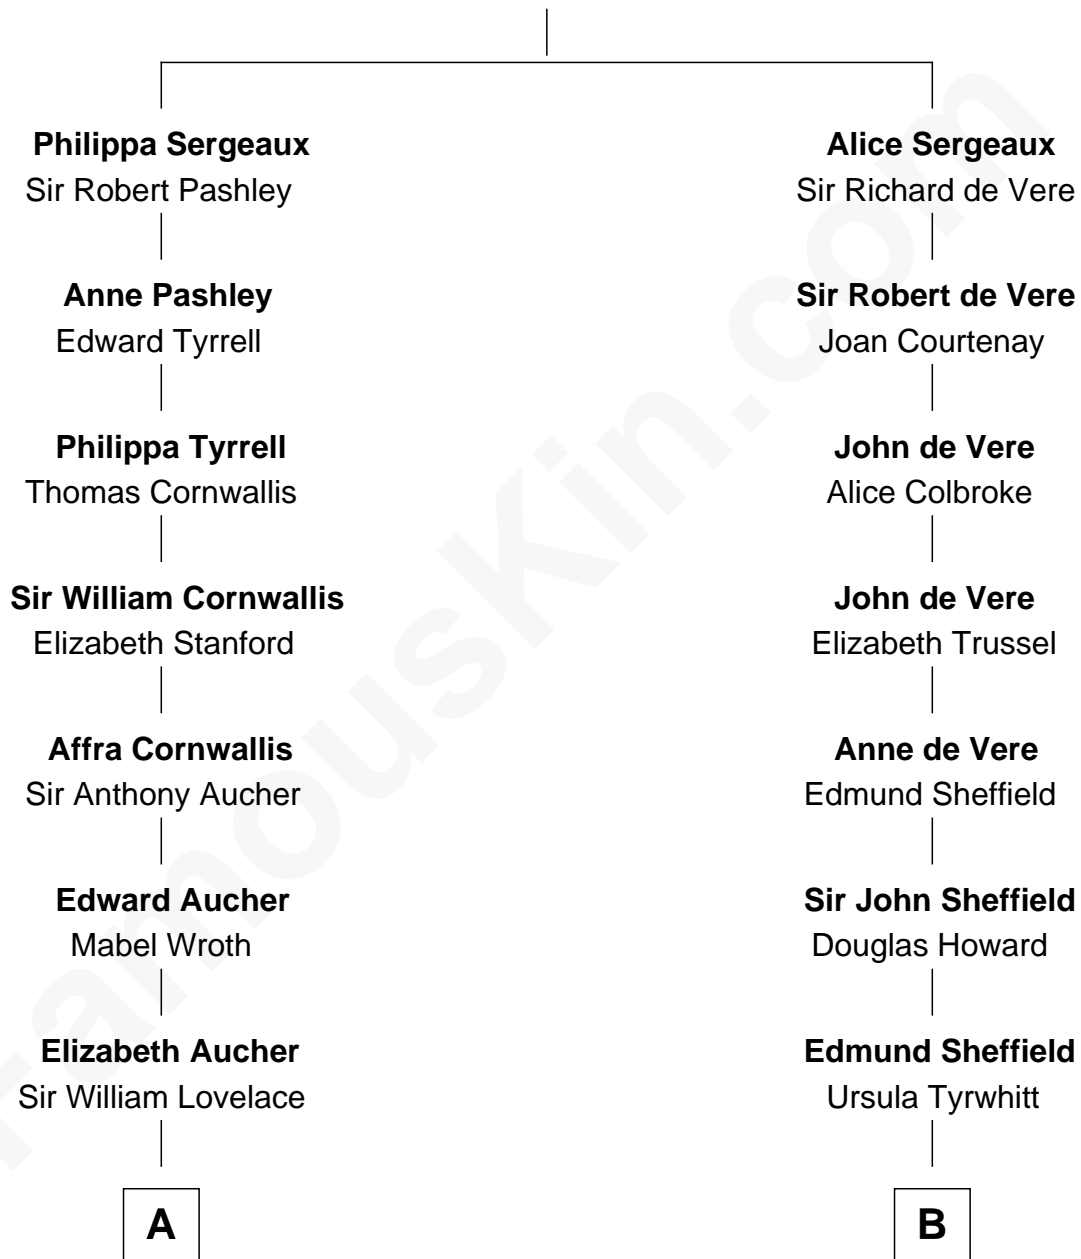 Philippa Sergeaux
Sir Robert Pashley
Anne Pashley
Edward Tyrrell
Philippa Tyrrell
Thomas Cornwallis
Sir William Cornwallis
Elizabeth Stanford
Affra Cornwallis
Sir Anthony Aucher
Edward Aucher
Mabel Wroth
Elizabeth Aucher
Sir William Lovelace
A
Alice Sergeaux
Sir Richard de Vere
Sir Robert de Vere
Joan Courtenay
John de Vere
Alice Colbroke
John de Vere
Elizabeth Trussel
Anne de Vere
Edmund Sheffield
Sir John Sheffield
Douglas Howard
Edmund Sheffield
Ursula Tyrwhitt
B
FamousKin.com